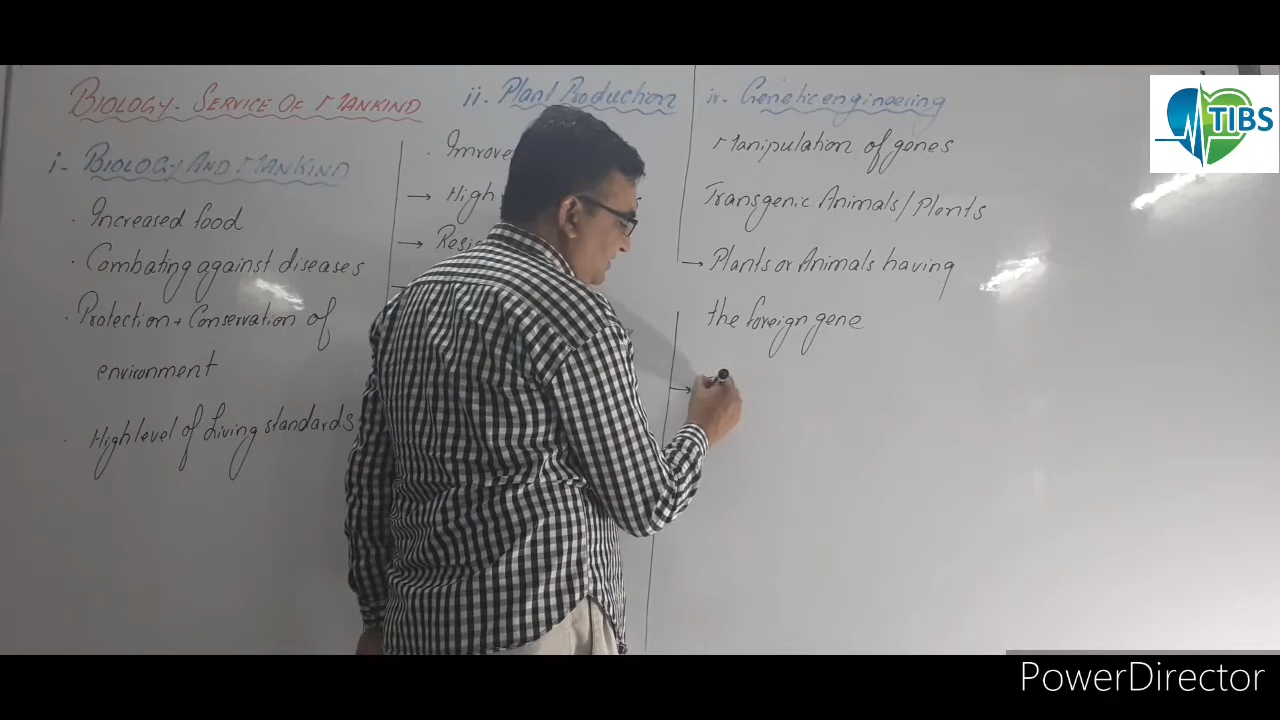 BIOLOGY - SERVICE OF MANKIND
i- BIOLOGY AND MANKIND
. Increased food
. Combating against diseases
. Protection + Conservation of
environment
. High level of Living standards
ii. Plant Production
.
→ High
→
iv. Genetic engineering
Manipulation of genes
Transgenic Animals/Plants
→ Plants or Animals having
the foreign gene
→
TIBS
PowerDirector